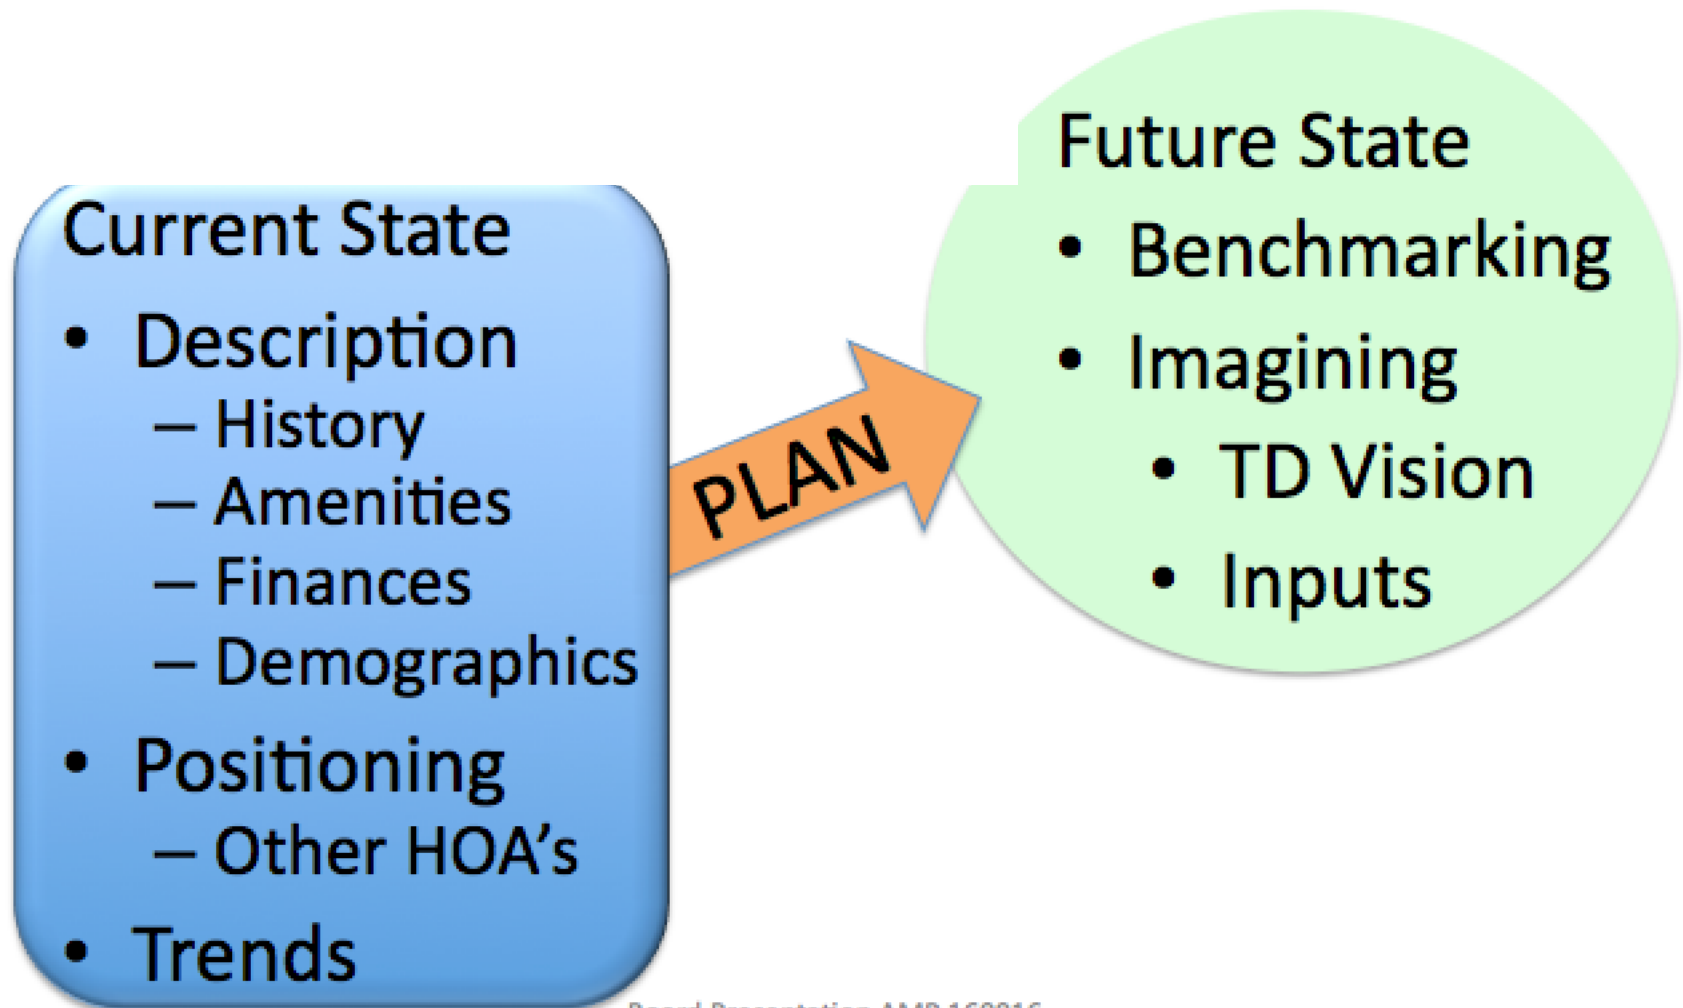 Current State
• Description
– History
– Amenities
– Finances
– Demographics
• Positioning
– Other HOA’s
• Trends
PLAN
Future State
• Benchmarking
• Imagining
• TD Vision
• Inputs